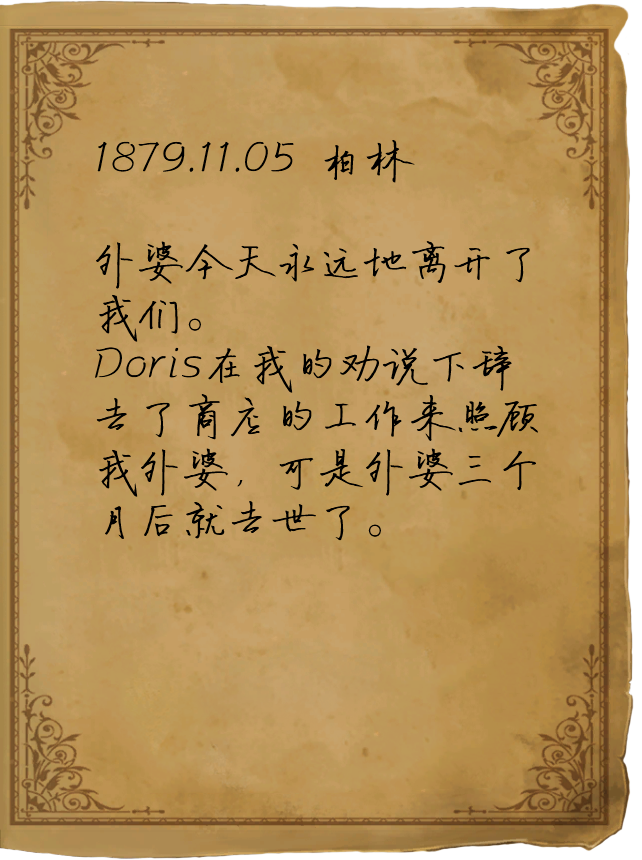 1879.11.05 柏林
外婆今天永远地离开了
我们。
Doris在我的劝说下辞
去了商店的工作来照顾
我外婆，可是外婆三个
月后就去世了。